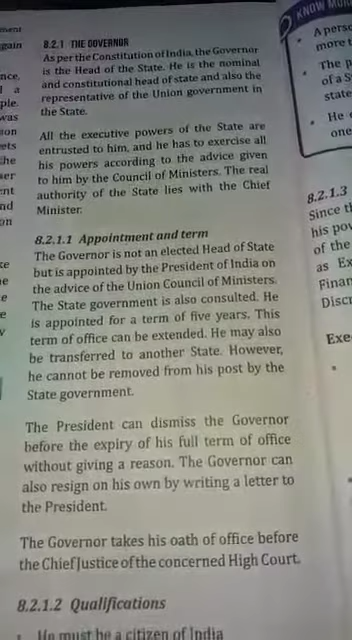 8.2.1 THE GOVERNOR
As per the Constitution of India, the Governor
is the Head of the State. He is the nominal
and constitutional head of state and also the
representative of the Union government in
the State.
All the executive powers of the State are
entrusted to him, and he has to exercise all
his powers according to the advice given
to him by the Council of Ministers. The real
authority of the State lies with the Chief
Minister.
8.2.1.1 Appointment and term
The Governor is not an elected Head of State
but is appointed by the President of India on
the advice of the Union Council of Ministers.
The State government is also consulted. He
is appointed for a term of five years. This
term of office can be extended. He may also
be transferred to another State. However,
he cannot be removed from his post by the
State government.
The President can dismiss the Governor
before the expiry of his full term of office
without giving a reason. The Governor can
also resign on his own by writing a letter to
the President.
The Governor takes his oath of office before
the Chief Justice of the concerned High Court.
8.2.1.2 Qualifications
He must be a citizen of India
KNOW
A
more
The
of a
state
He
one
8.2.1.3
Since
his
of the
as